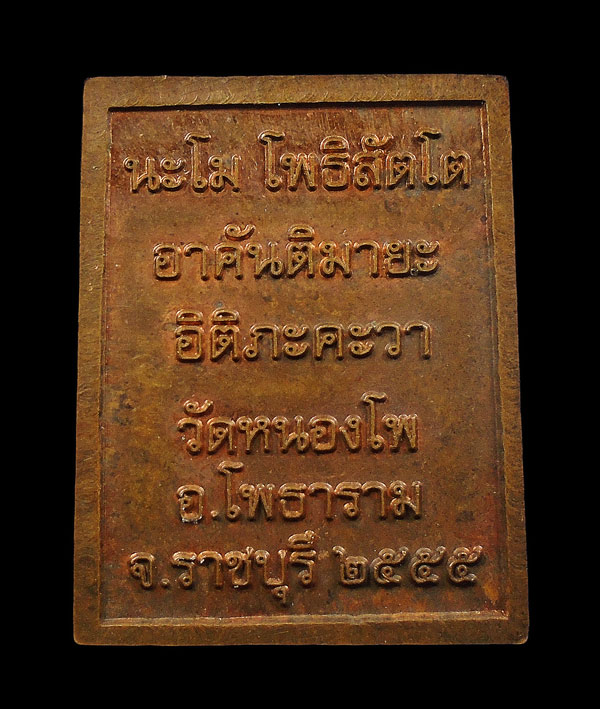 นะโม โพธิสัตโต
อาคันติมายะ
อิติภะคะวา
วัดหนองโพ
อ.โพธาราม
จ.ราชบุรี ๒๕๕๕